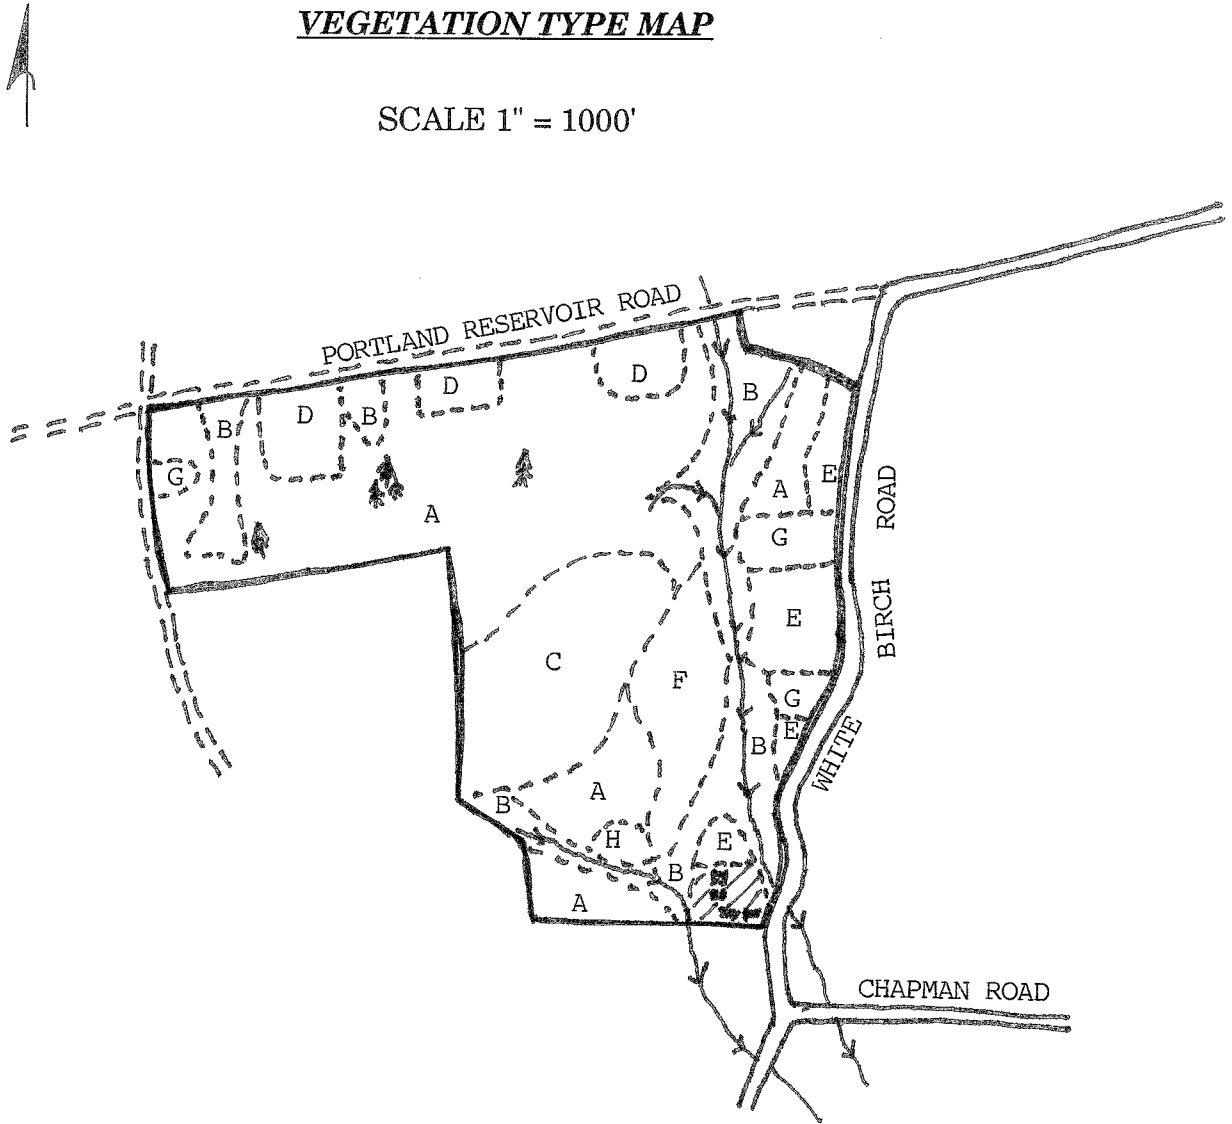 VEGETATION TYPE MAP
SCALE 1" = 1000'
PORTLAND RESERVOIR ROAD
D
D
B
D
B
B
G
E
A
A
G
E
C
F
G
E
B
A
B
H
E
B
A
WHITE BIRCH ROAD
CHAPMAN ROAD